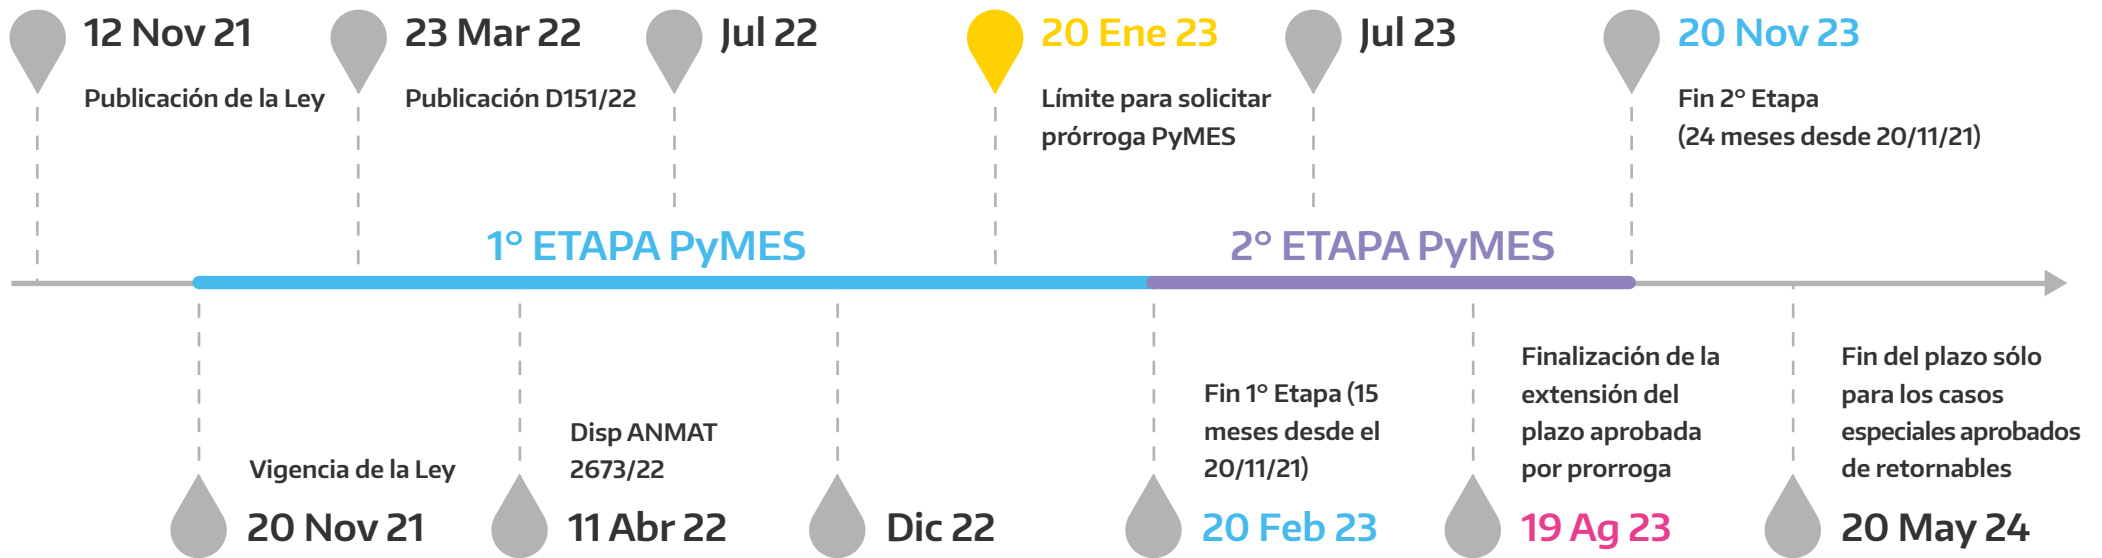 12 Nov 21
Publicación de la Ley
23 Mar 22
Publicación D151/22
Jul 22
20 Ene 23
Límite para solicitar
prórroga PyMES
Jul 23
20 Nov 23
Fin 2° Etapa
(24 meses desde 20/11/21)
1° ETAPA PyMES
2° ETAPA PyMES
Vigencia de la Ley
20 Nov 21
Disp ANMAT
2673/22
11 Abr 22
Dic 22
Fin 1° Etapa (15
meses desde el
20/11/21)
20 Feb 23
Finalización de la
extensión del
plazo aprobada
por prorroga
19 Ag 23
Fin del plazo sólo
para los casos
especiales aprobados
de retornables
20 May 24